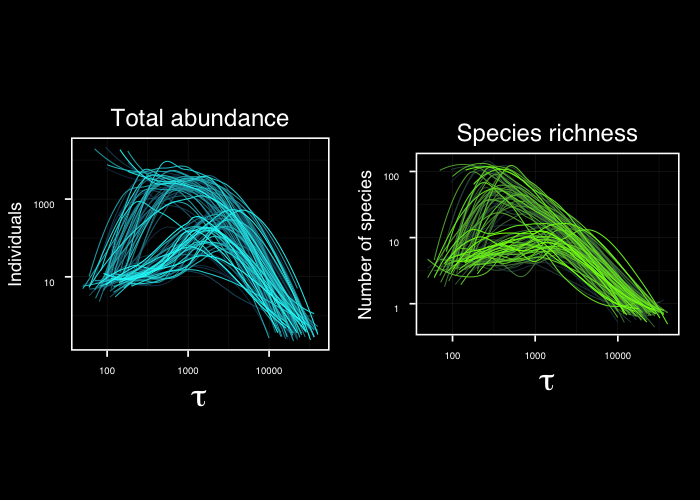 Total abundance
Individuals
1000
10
100 1000 10000
τ
Species richness
Number of species
100
10
1
100 1000 10000
τ